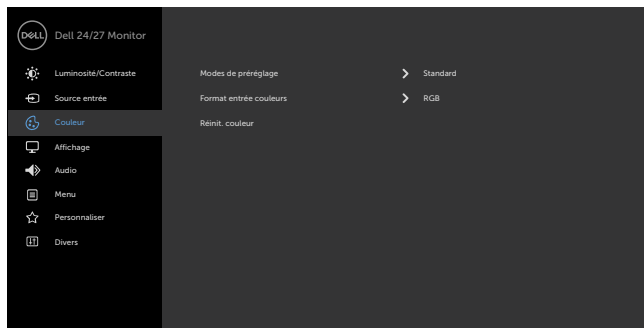 DELL Dell 24/27 Monitor
Luminosité/Contraste Modes de préréglage Standard
Source entrée Format entrée couleurs RGB
Couleur Réinit. couleur
Affichage
Audio
Menu
Personnaliser
Divers